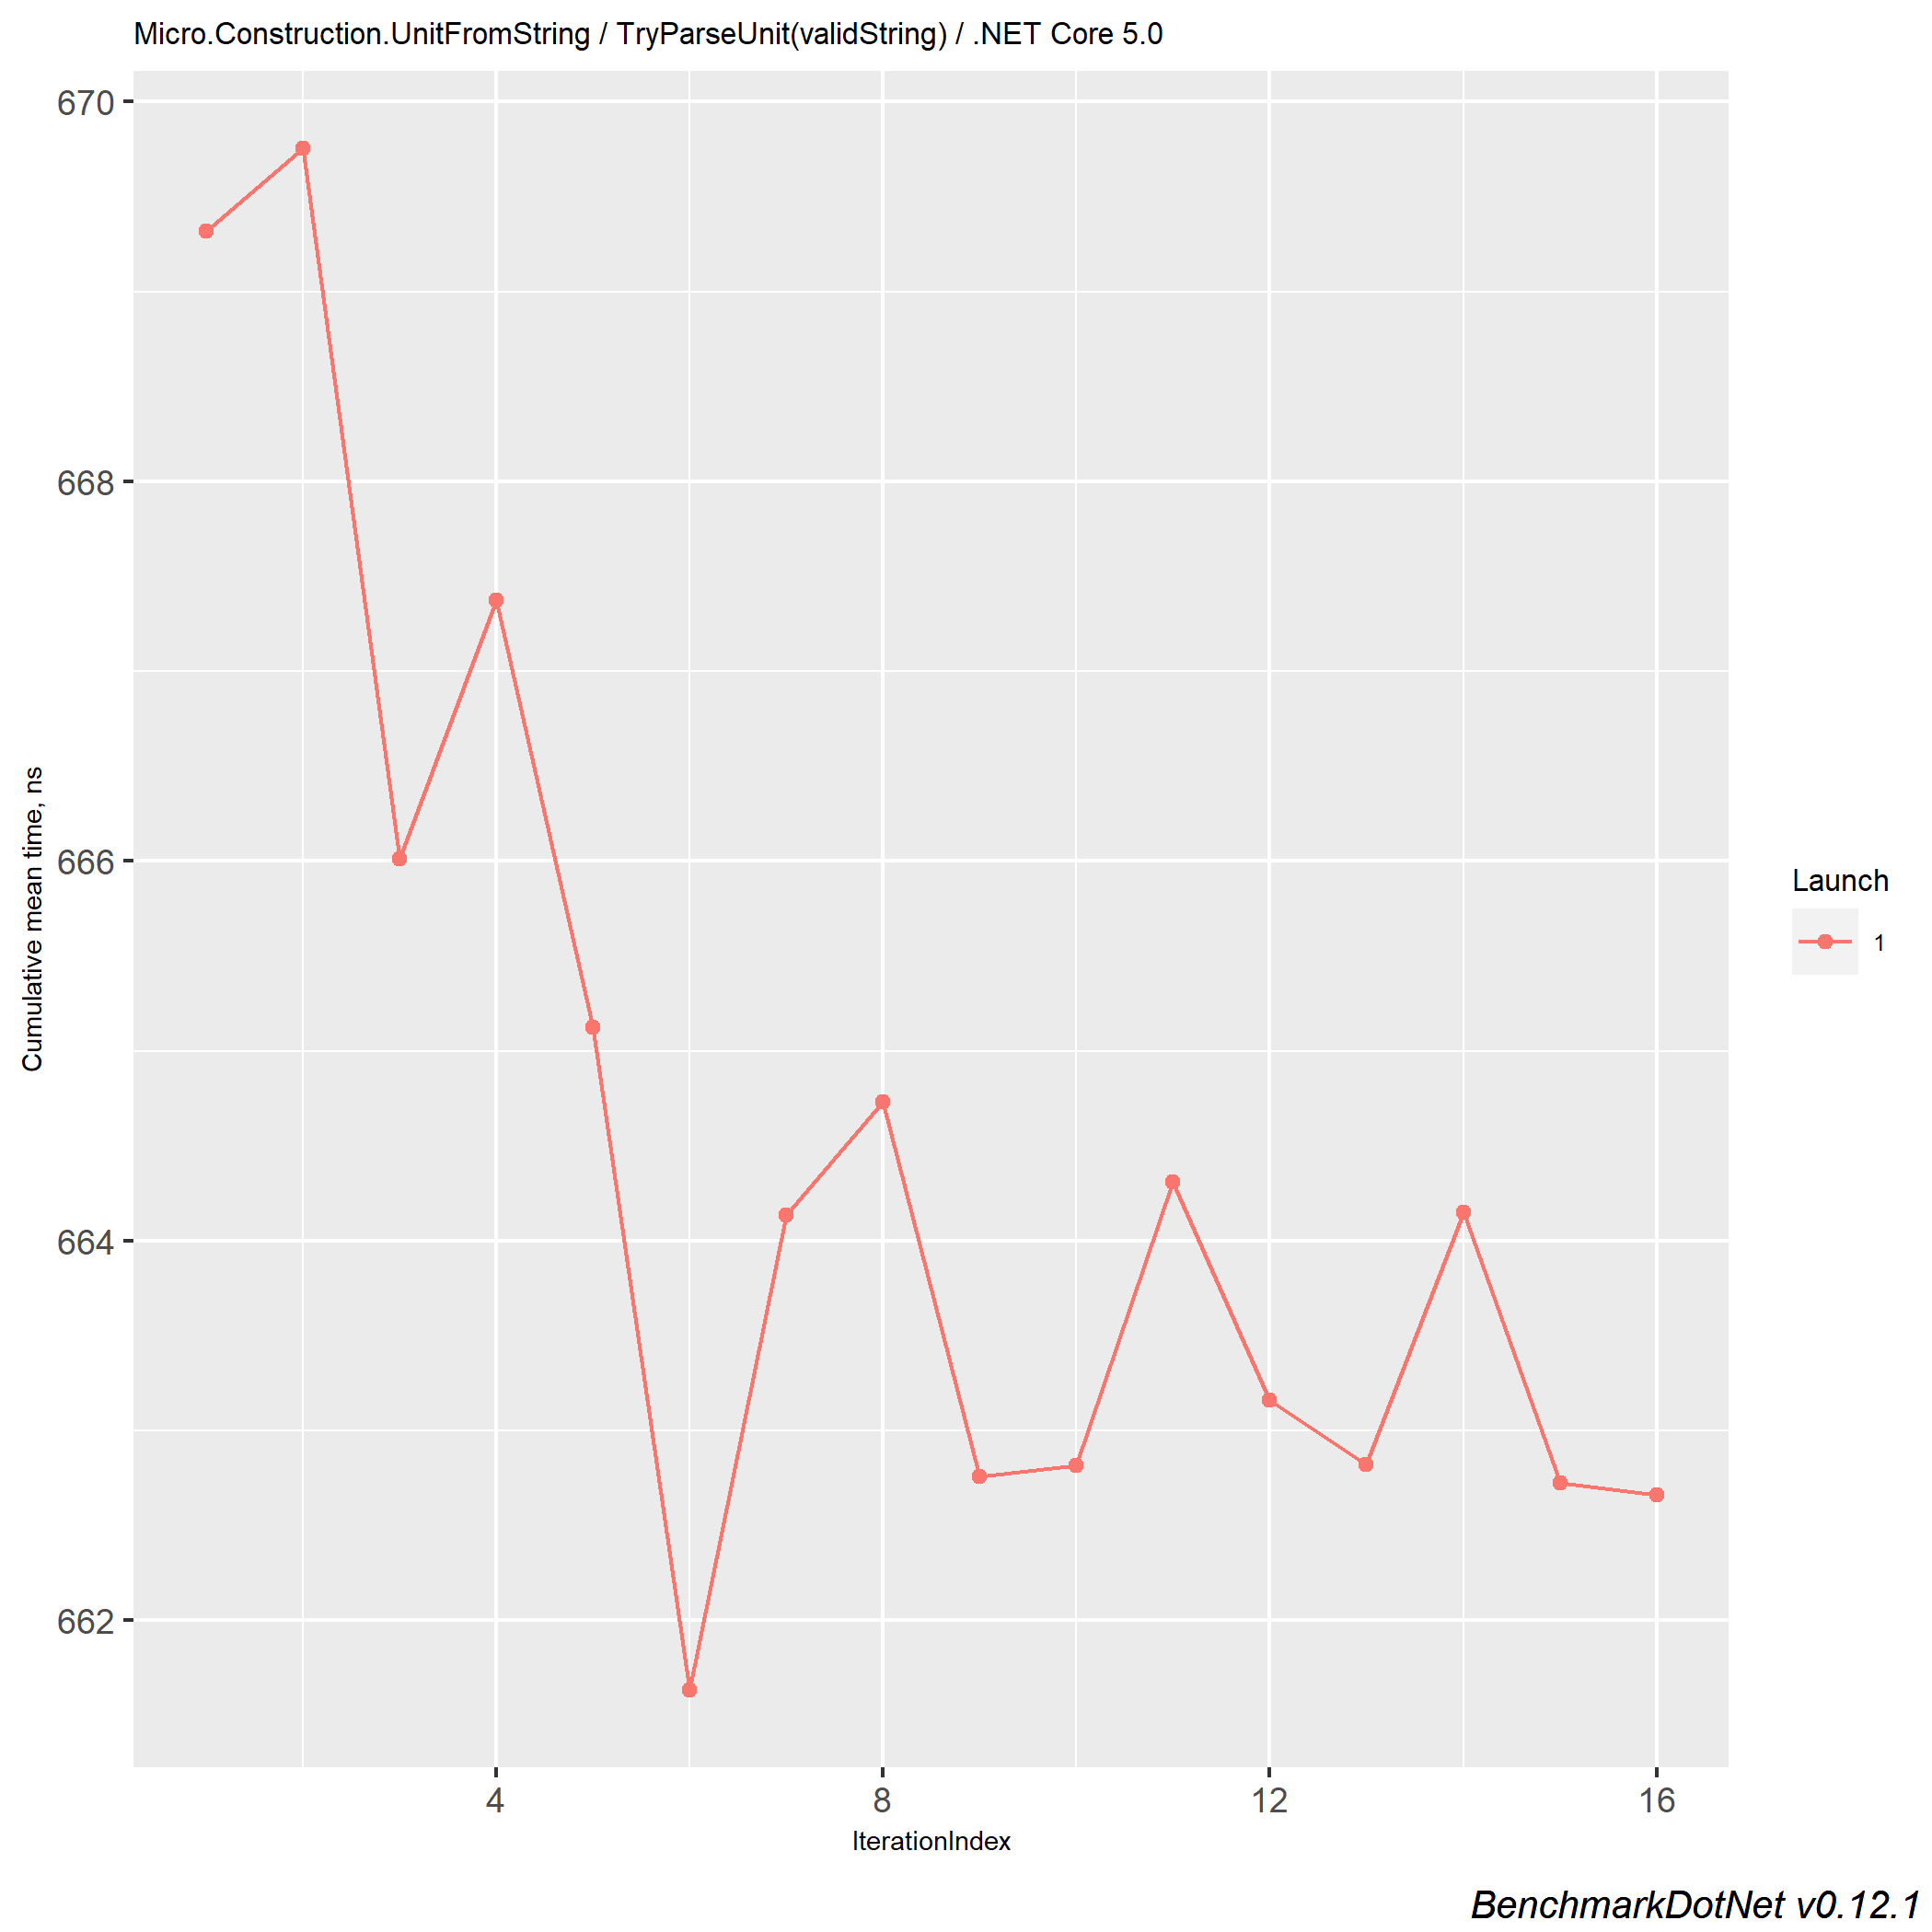 Micro.Construction.UnitFromString / TryParseUnit(validString) / .NET Core 5.0
670
668
666
664
662
Cumulative mean time, ns
4
8
12
16
IterationIndex
Launch
1
BenchmarkDotNet v0.12.1